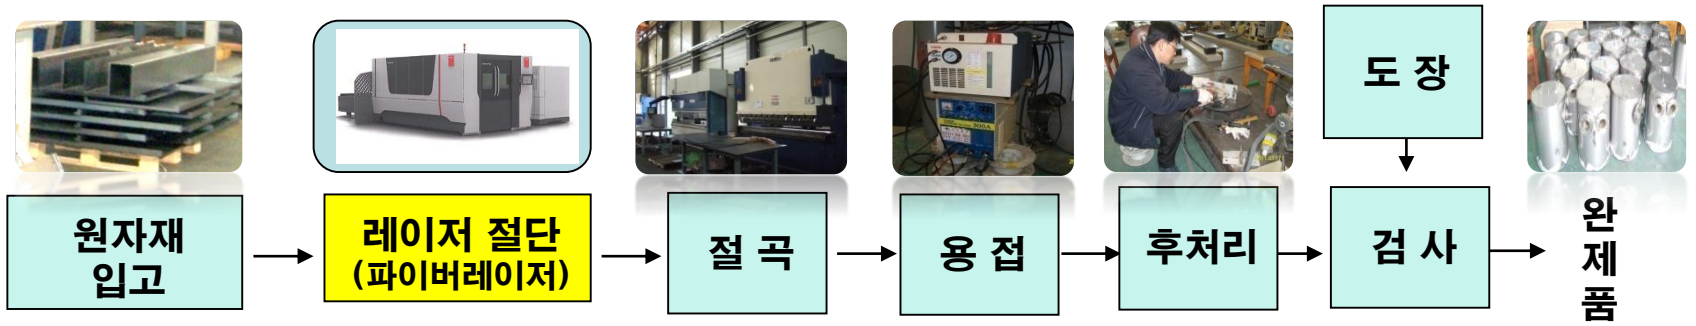 도 장
원자재
입고
레이저 절단
(파이버레이저)
절 곡
용 접
후처리
검 사
완
제
품